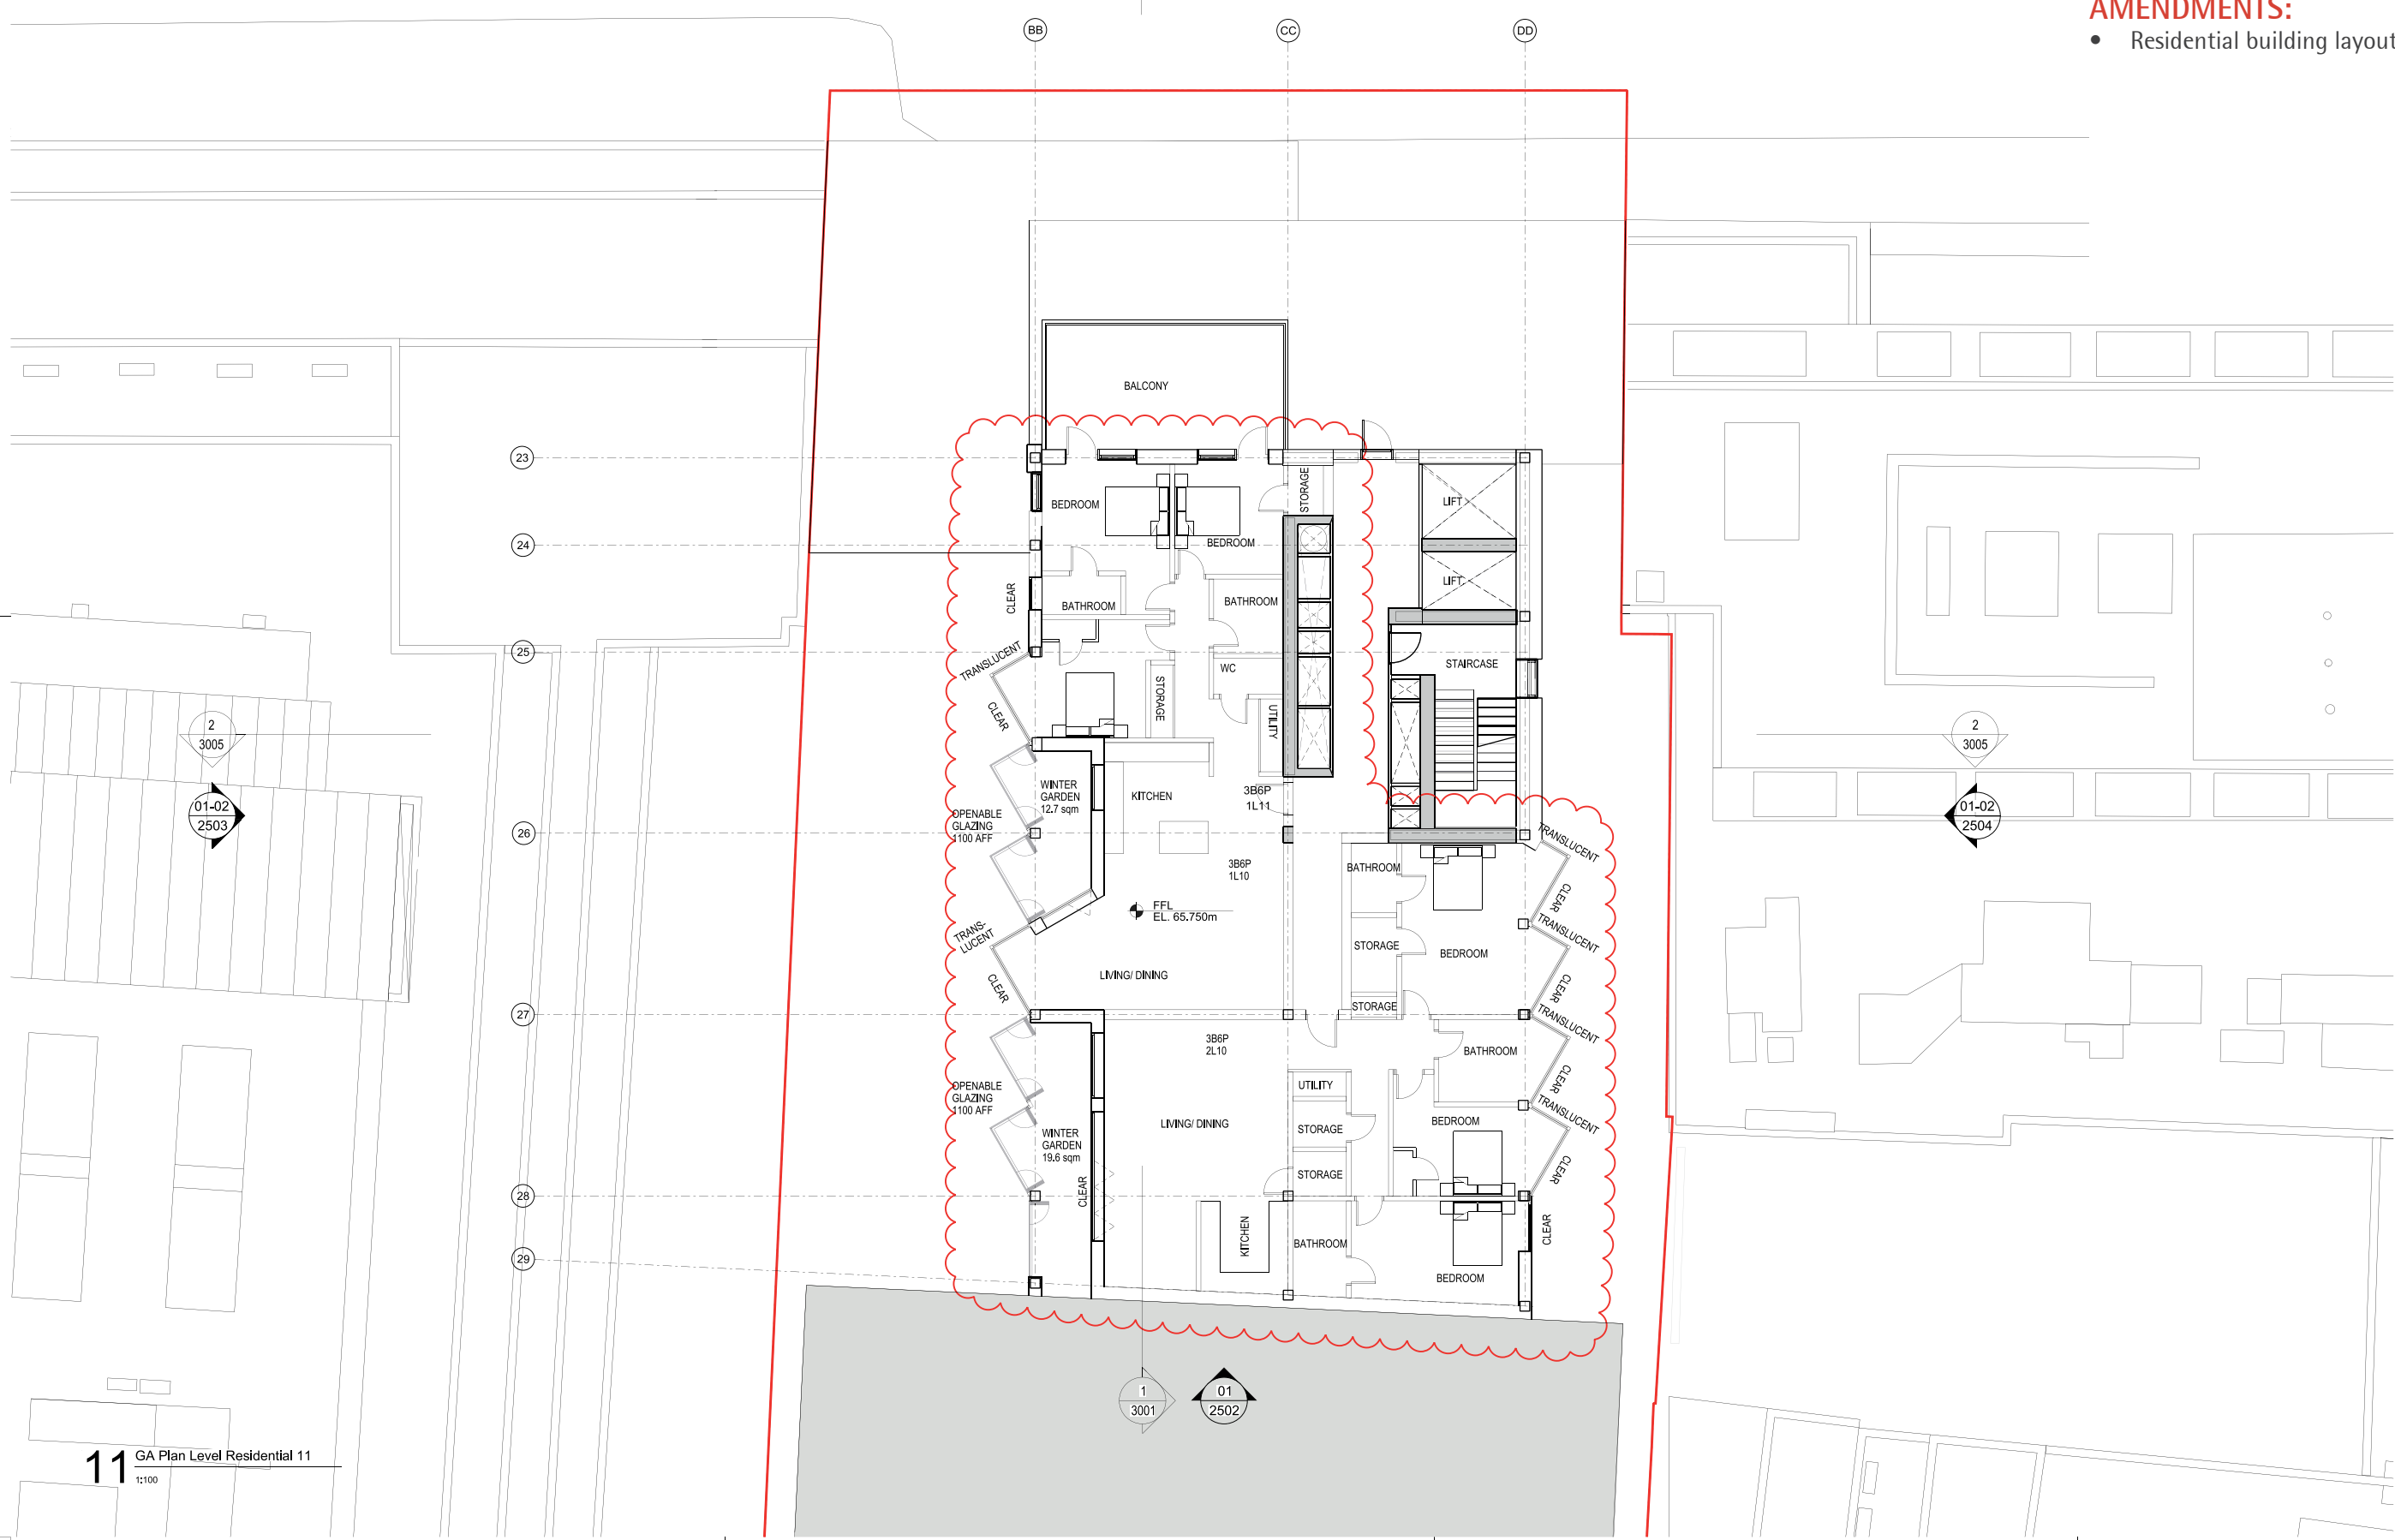 AMENDMENTS:
• Residential building layout
BB
CC
DD
BALCONY
23
BEDROOM
STORAGE
LIFT
24
BEDROOM
LIFT
CLEAR
BATHROOM
BATHROOM
25
TRANSLUCENT
WC
STAIRCASE
CLEAR
STORAGE
UTILITY
2
3005
2
3005
01-02
2503
WINTER
GARDEN
12.7 sqm
KITCHEN
3B6P
1L11
01-02
2504
OPENABLE
GLAZING
1100 AFF
26
TRANSLUCENT
3B6P
1L10
BATHROOM
CLEAR
FFL
EL. 65.750m
TRANS-
LUCENT
TRANSLUCENT
STORAGE
BEDROOM
LIVING/ DINING
CLEAR
CLEAR
STORAGE
27
TRANSLUCENT
3B6P
2L10
BATHROOM
OPENABLE
GLAZING
1100 AFF
UTILITY
CLEAR
TRANSLUCENT
LIVING/ DINING
STORAGE
BEDROOM
WINTER
GARDEN
19.6 sqm
STORAGE
CLEAR
28
CLEAR
KITCHEN
BATHROOM
CLEAR
29
BEDROOM
1
3001
01
2502
11 GA Plan Level Residential 11
1:100